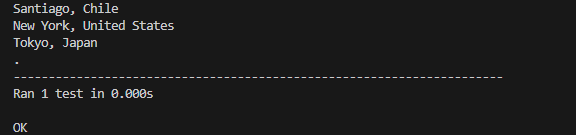 Santiago, Chile
New York, United States
Tokyo, Japan
.
----------------------------------------------------------------------
Ran 1 test in 0.000s
OK